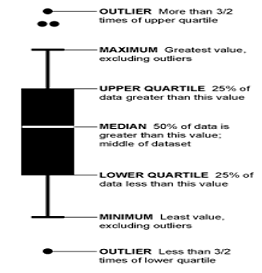 OUTLIER More than 3/2
times of upper quartile
MAXIMUM Greatest value,
excluding outliers
UPPER QUARTILE 25% of
data greater than this value
MEDIAN 50% of data is
greater than this value;
middle of dataset
LOWER QUARTILE 25% of
data less than this value
MINIMUM Least value,
excluding outliers
OUTLIER Less than 3/2
times of lower quartile